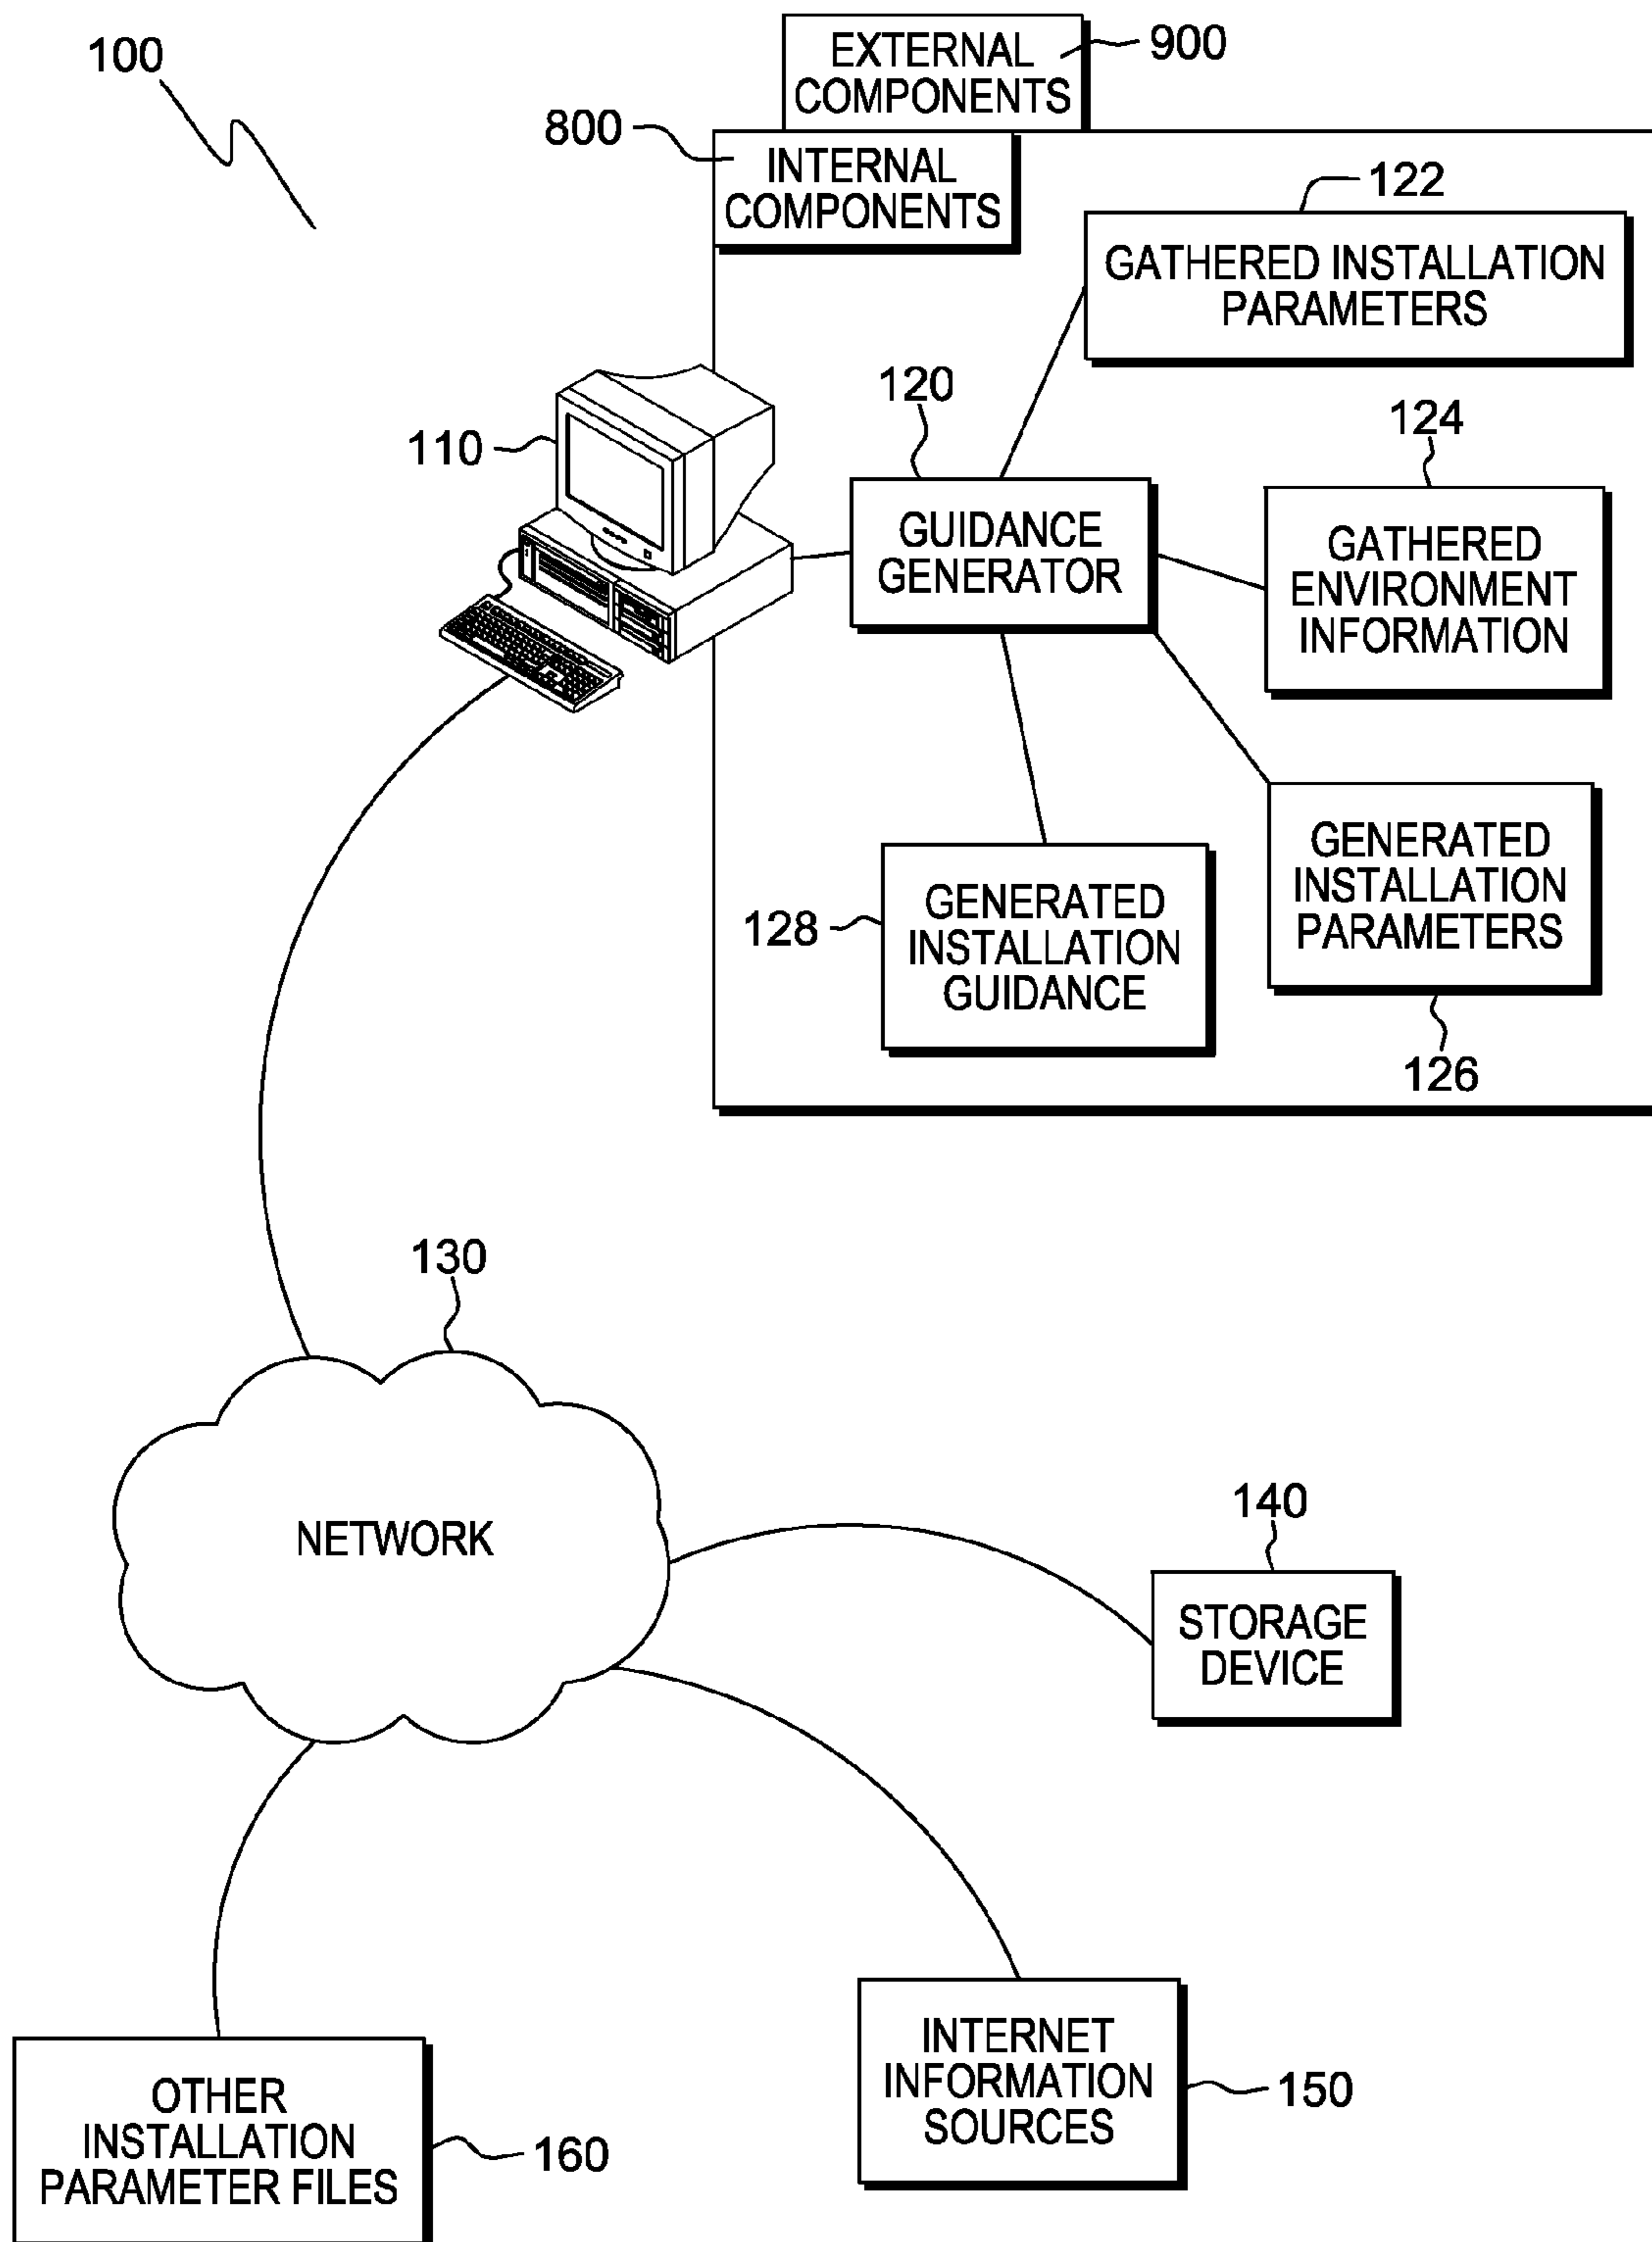 100
EXTERNAL
COMPONENTS
900
800
INTERNAL
COMPONENTS
122
GATHERED INSTALLATION
PARAMETERS
120
124
110
GUIDANCE
GENERATOR
GATHERED
ENVIRONMENT
INFORMATION
GENERATED
INSTALLATION
PARAMETERS
128
GENERATED
INSTALLATION
GUIDANCE
126
130
NETWORK
140
STORAGE
DEVICE
INTERNET
INFORMATION
SOURCES
150
OTHER
INSTALLATION
PARAMETER FILES
160